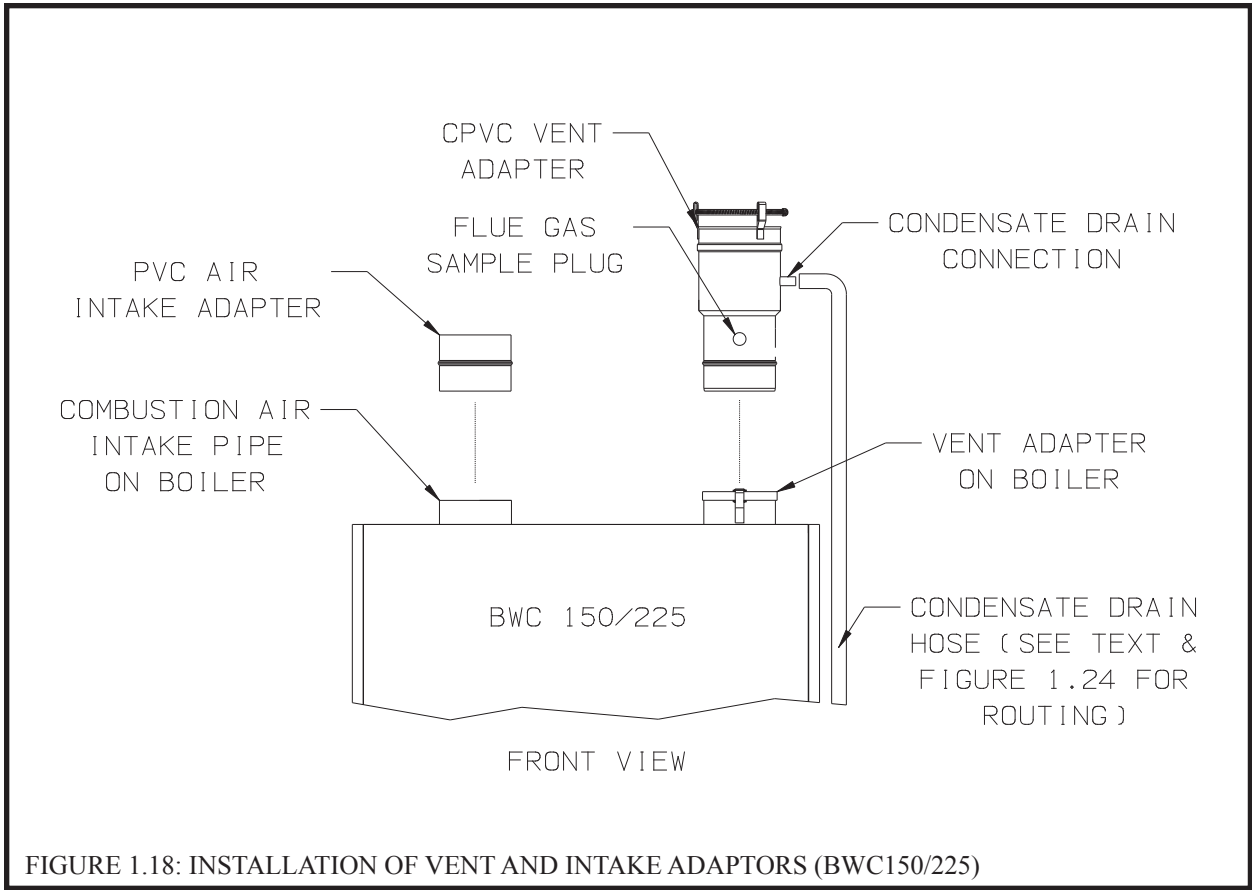 CPVC VENT
ADAPTER
FLUE GAS
SAMPLE PLUG
CONDENSATE DRAIN
CONNECTION
PVC AIR
INTAKE ADAPTER
COMBUSTION AIR
INTAKE PIPE
ON BOILER
VENT ADAPTER
ON BOILER
BWC 150/225
CONDENSATE DRAIN
HOSE (SEE TEXT &
FIGURE 1.24 FOR
ROUTING)
FRONT VIEW
FIGURE 1.18: INSTALLATION OF VENT AND INTAKE ADAPTORS (BWC150/225)